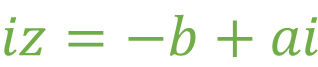 iz = −b + ai